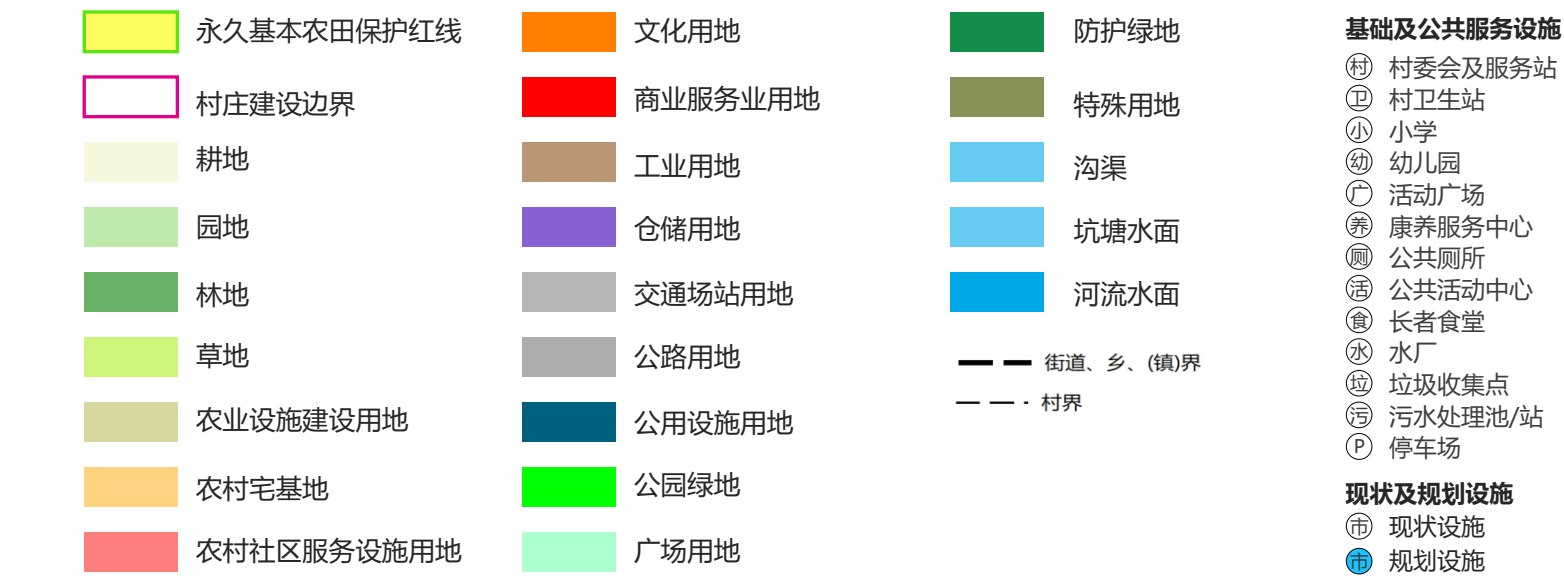 永久基本农田保护红线
村庄建设边界
耕地
园地
林地
草地
农业设施建设用地
农村宅基地
农村社区服务设施用地
文化用地
商业服务业用地
工业用地
仓储用地
交通场站用地
公路用地
公用设施用地
公园绿地
广场用地
防护绿地
特殊用地
沟渠
坑塘水面
河流水面
街道、乡、(镇)界
村界
基础及公共服务设施
村 村委会及服务站
卫 村卫生站
小 小学
幼 幼儿园
广 活动广场
养 康养服务中心
厕 公共厕所
活 公共活动中心
食 长者食堂
水 水厂
垃 垃圾收集点
污 污水处理池/站
P 停车场
现状及规划设施
市 现状设施
市 规划设施